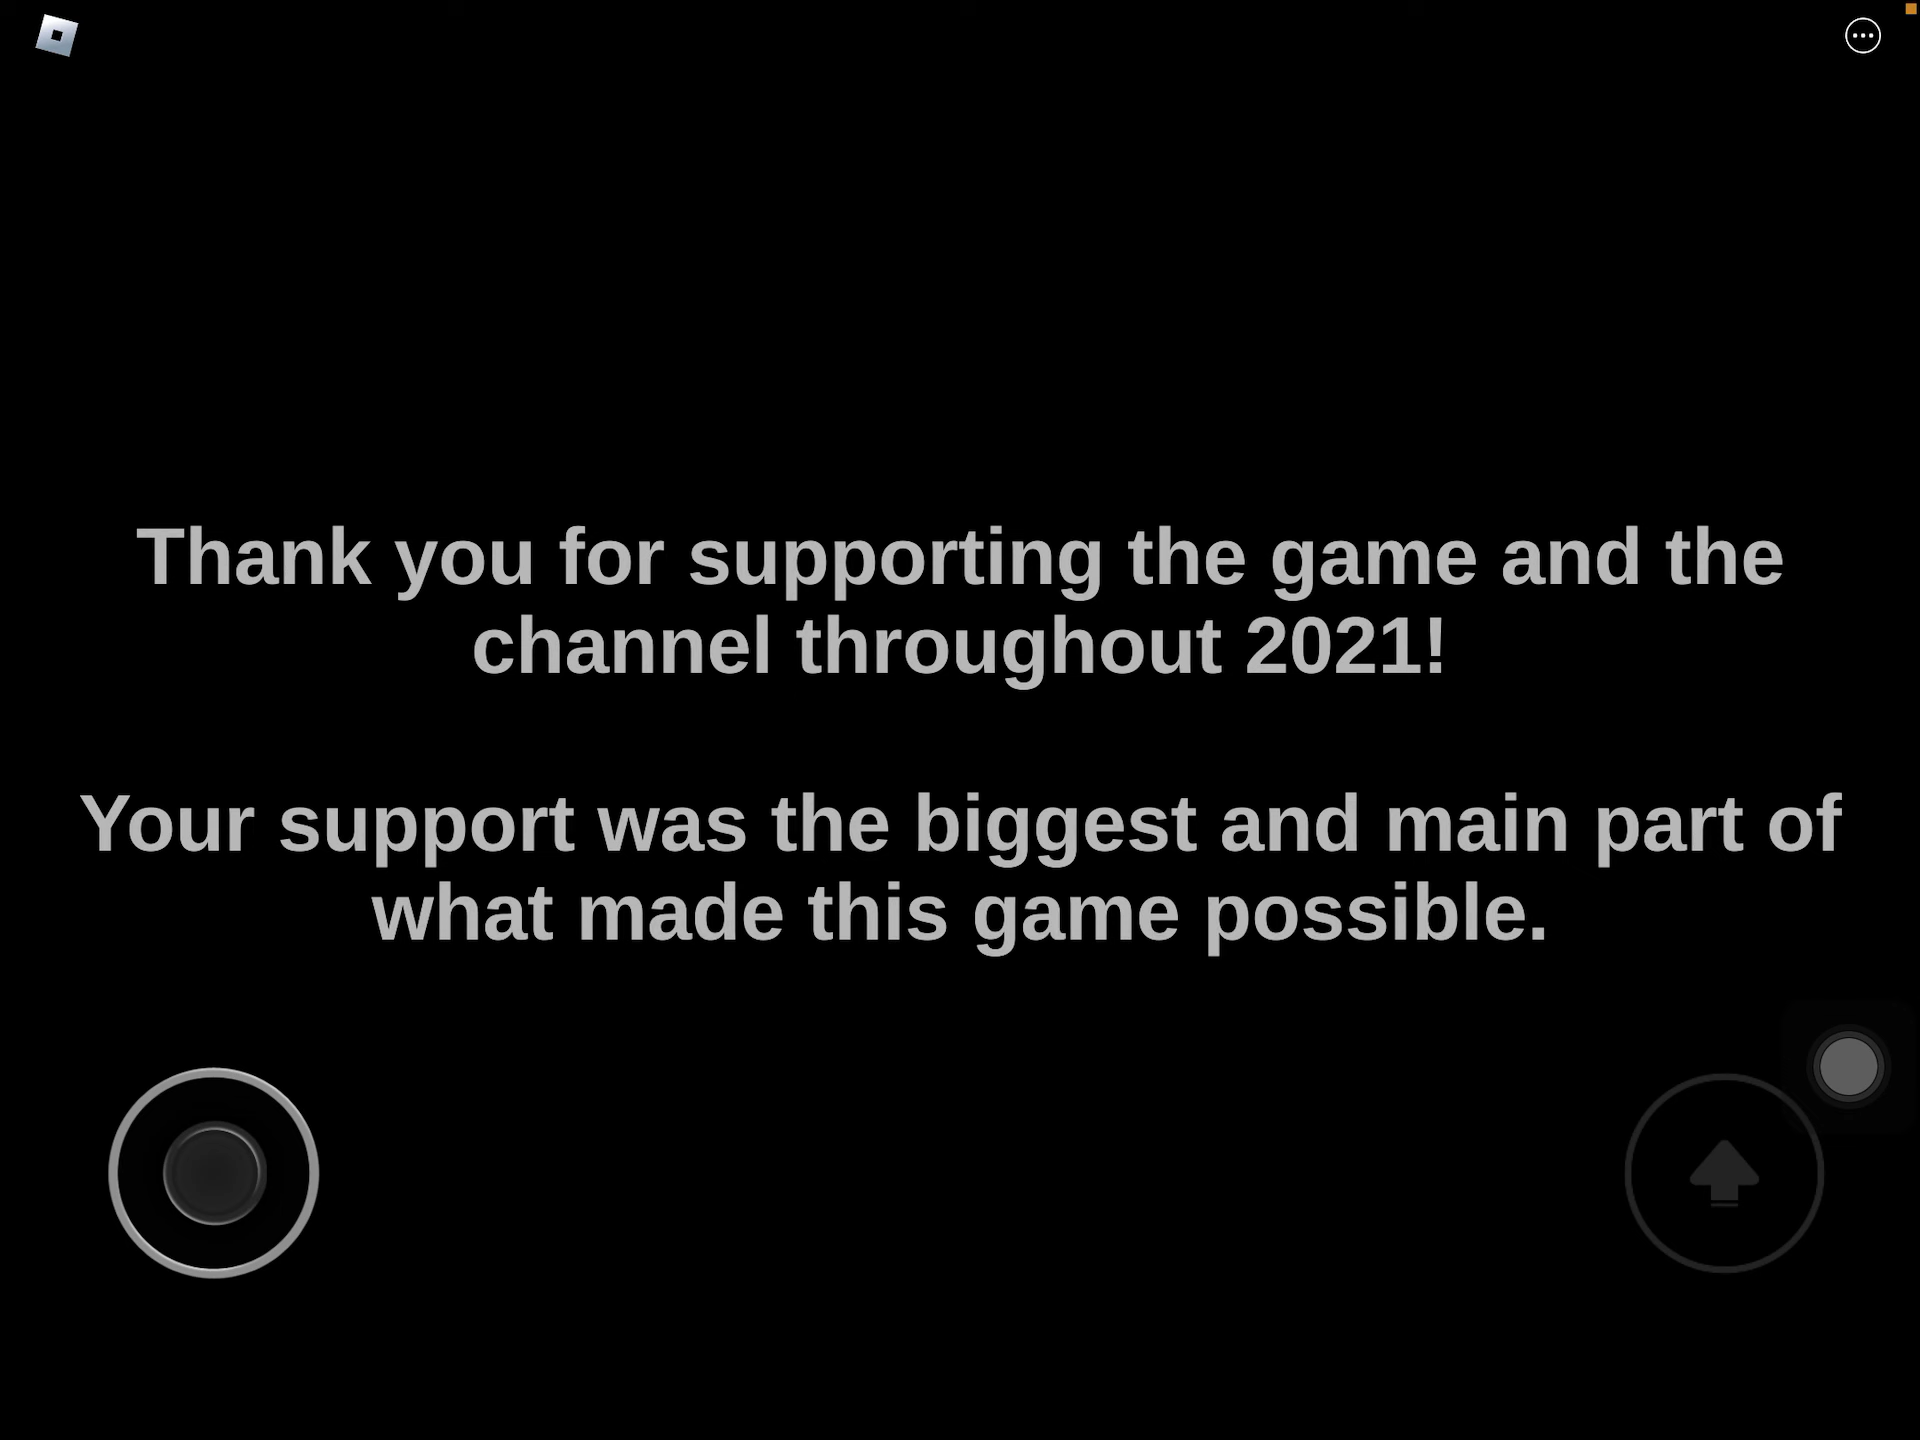 Thank you for supporting the game and the
channel throughout 2021!
Your support was the biggest and main part of
what made this game possible.